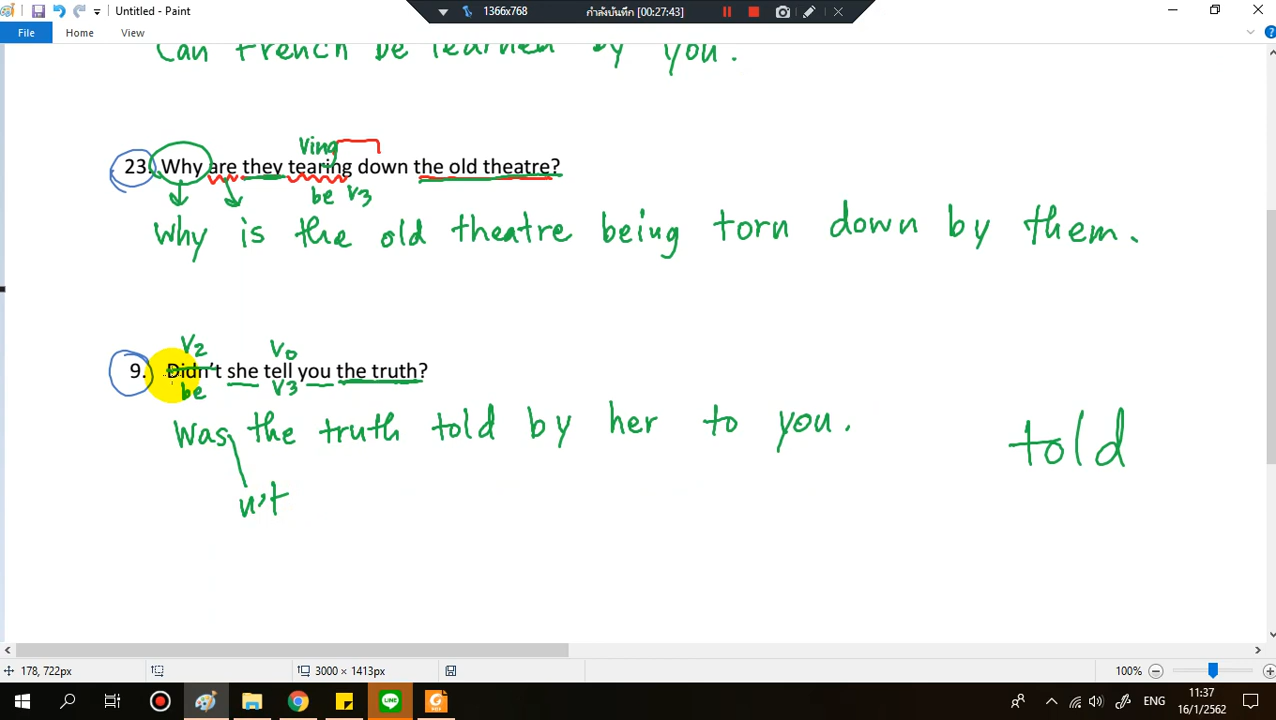 Untitled - Paint
1366x768
กำลังบันทึก [00:27:43]
File Home View
Can French be learned by you.
Ving
23. Why are they tearing down the old theatre?
be V3
Why is the old theatre being torn down by them.
V2 V0
9. Didn't she tell you the truth?
be V3
Was the truth told by her to you.
told
n't
178, 722px
3000 × 1413px
100%
ENG
11:37
16/1/2562